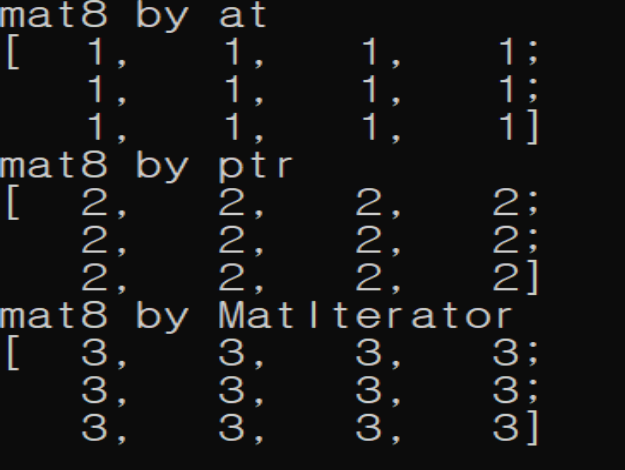 mat8 by at
[   1,   1,   1,   1;
    1,   1,   1,   1;
    1,   1,   1,   1]
mat8 by ptr
[   2,   2,   2,   2;
    2,   2,   2,   2;
    2,   2,   2,   2]
mat8 by MatIterator
[   3,   3,   3,   3;
    3,   3,   3,   3;
    3,   3,   3,   3]